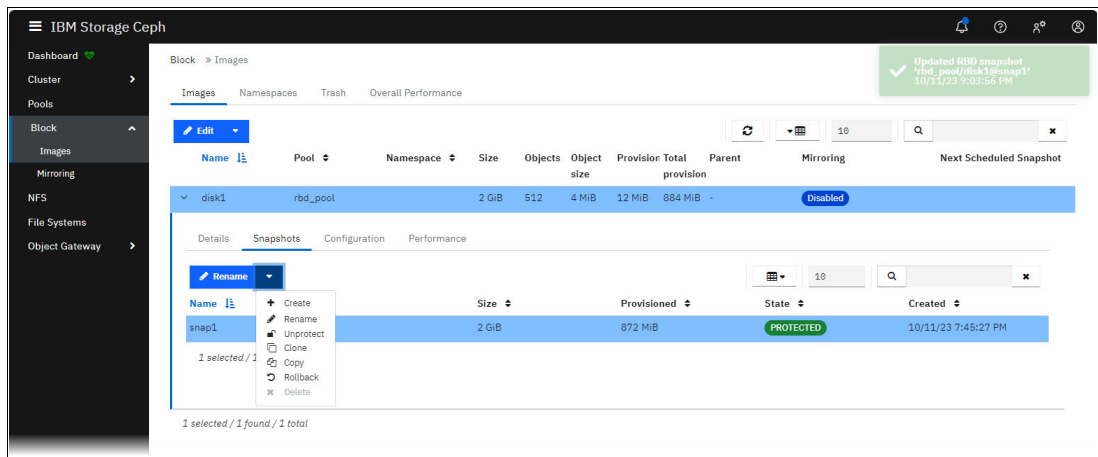 IBM Storage Ceph
Dashboard
Cluster
Pools
Block
Images
Mirroring
NFS
File Systems
Object Gateway
Block » Images
Updated RBD snapshot
'rbd_pool/disk1@snap1'
10/11/23 9:03:56 PM
Images Namespaces Trash Overall Performance
Edit 10
Name Pool Namespace Size Objects Object Provision Total Parent Mirroring Next Scheduled Snapshot
size provision
disk1 rbd_pool 2 GiB 512 4 MiB 12 MiB 884 MiB - Disabled
Details Snapshots Configuration Performance
Rename 10
Name Size Provisioned State Created
snap1 2 GiB 872 MiB PROTECTED 10/11/23 7:45:27 PM
1 selected / 1
Create
Rename
Unprotect
Clone
Copy
Rollback
Delete
1 selected / 1 found / 1 total